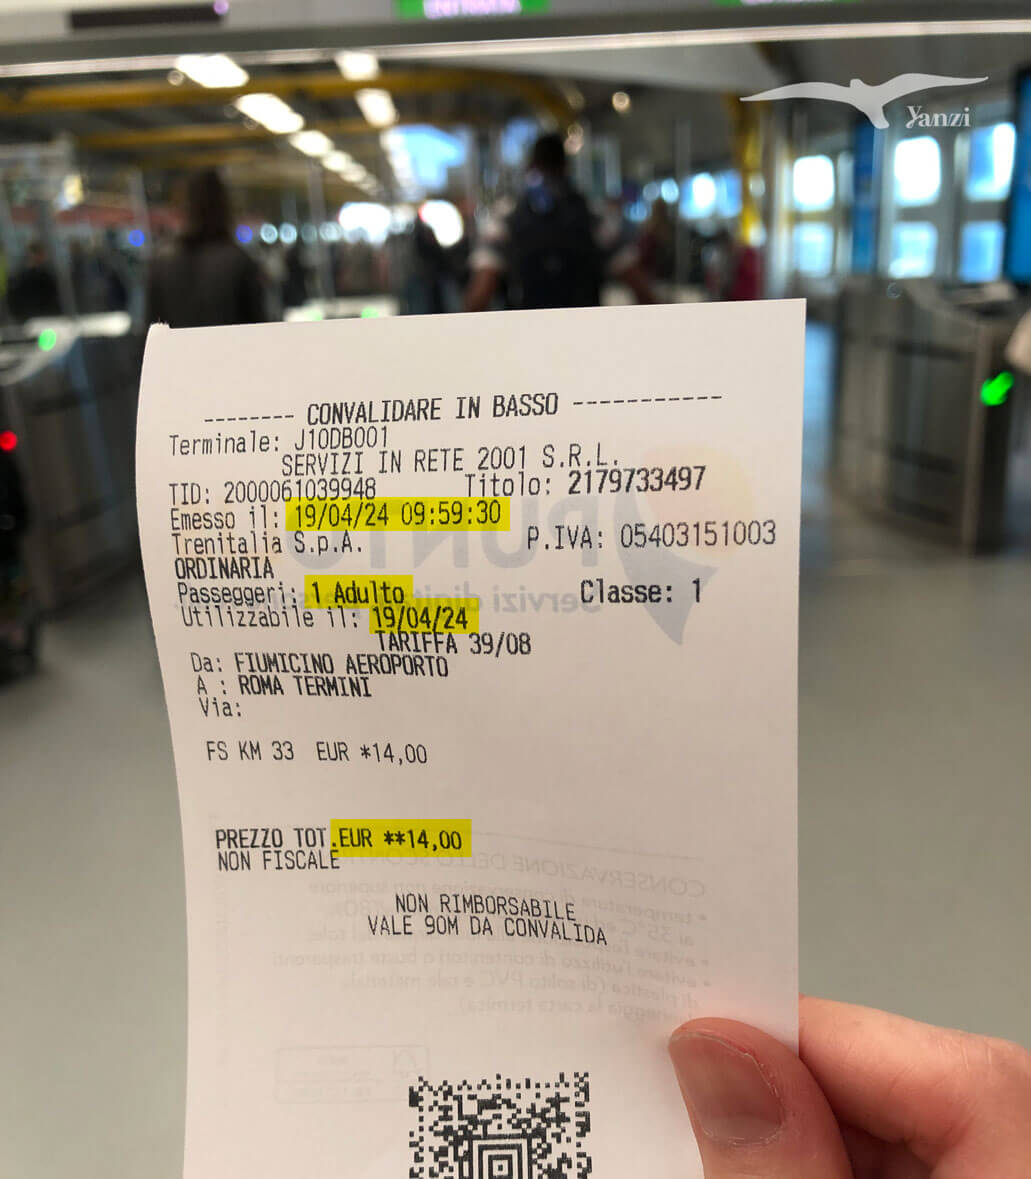 Yanzi
-------- CONVALIDARE IN BASSO -----------
Terminale: J10DB001
SERVIZI IN RETE 2001 S.R.L.
TID: 2000061039948 Titolo: 2179733497
Emesso il: 19/04/24 09:59:30
Trenitalia S.p.A. P.IVA: 05403151003
ORDINARIA
Passeggeri: 1 Adulto Classe: 1
Utilizzabile il: 19/04/24
TARIFFA 39/08
Da: FIUMICINO AEROPORTO
A : ROMA TERMINI
Via:
FS KM 33 EUR *14,00
PREZZO TOT.EUR **14,00
NON FISCALE
NON RIMBORSABILE
VALE 90M DA CONVALIDA